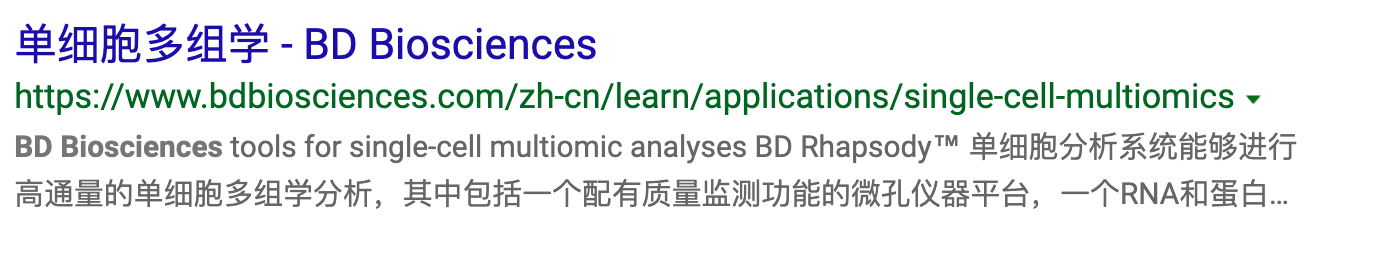 单细胞多组学 - BD Biosciences
https://www.bdbiosciences.com/zh-cn/learn/applications/single-cell-multiomics
BD Biosciences tools for single-cell multiomic analyses BD Rhapsody™ 单细胞分析系统能够进行
高通量的单细胞多组学分析，其中包括一个配有质量监测功能的微孔仪器平台，一个RNA和蛋白...